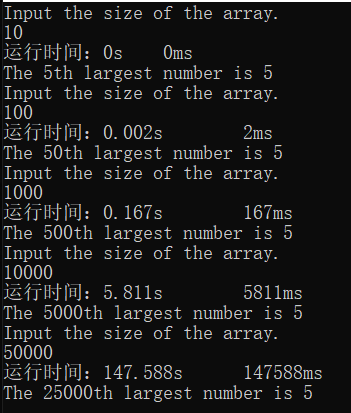 Input the size of the array.
10
运行时间：0s    0ms
The 5th largest number is 5
Input the size of the array.
100
运行时间：0.002s        2ms
The 50th largest number is 5
Input the size of the array.
1000
运行时间：0.167s        167ms
The 500th largest number is 5
Input the size of the array.
10000
运行时间：5.811s        5811ms
The 5000th largest number is 5
Input the size of the array.
50000
运行时间：147.588s      147588ms
The 25000th largest number is 5